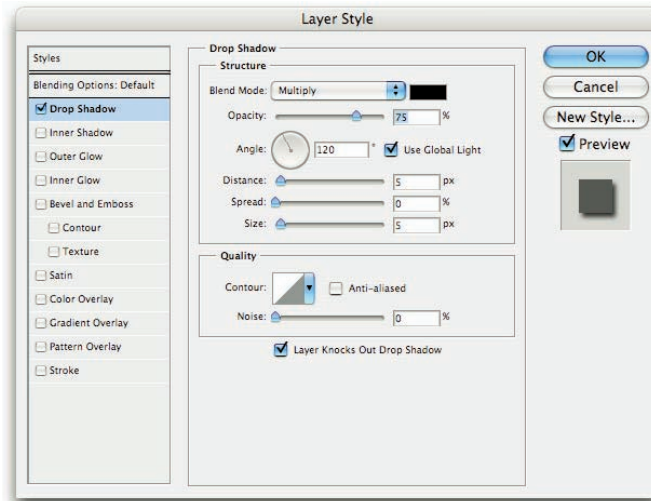 Layer Style
Styles
Blending Options: Default
Drop Shadow
Inner Shadow
Outer Glow
Inner Glow
Bevel and Emboss
Contour
Texture
Satin
Color Overlay
Gradient Overlay
Pattern Overlay
Stroke
Drop Shadow
Structure
Blend Mode: Multiply
Opacity: 75 %
Angle: 120 ° Use Global Light
Distance: 5 px
Spread: 0 %
Size: 5 px
Quality
Contour: Anti-aliased
Noise: 0 %
Layer Knocks Out Drop Shadow
OK
Cancel
New Style...
Preview